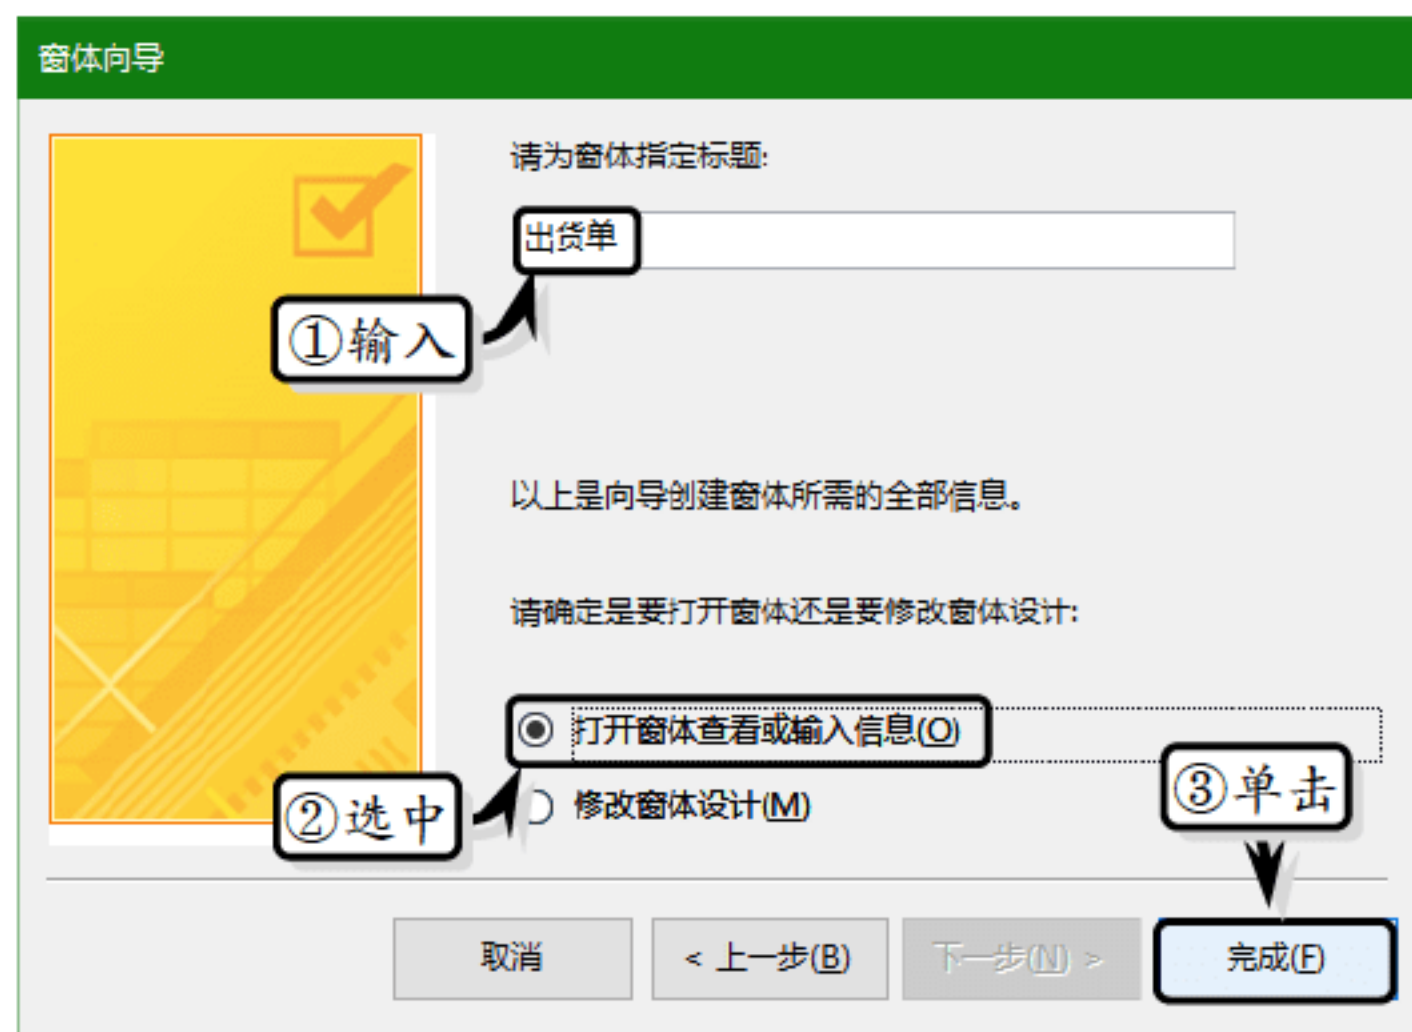 窗体向导
请为窗体指定标题:
出货单
①输入
以上是向导创建窗体所需的全部信息。
请确定是要打开窗体还是要修改窗体设计:
打开窗体查看或输入信息(O)
②选中
修改窗体设计(M)
③单击
取消
< 上一步(B)
下一步(N) >
完成(F)